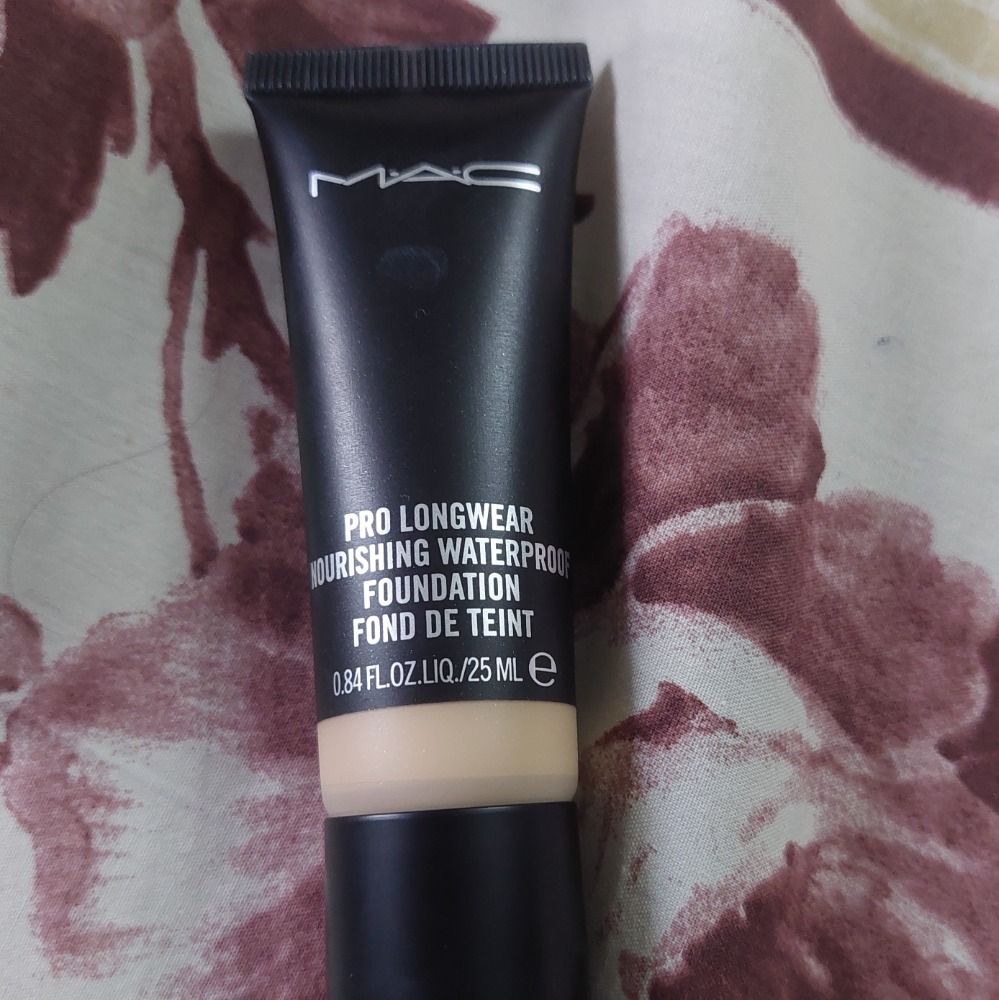 M·A·C
PRO LONGWEAR
NOURISHING WATERPROOF
FOUNDATION
FOND DE TEINT
0.84 FL.OZ.LIQ./25 ML ℮